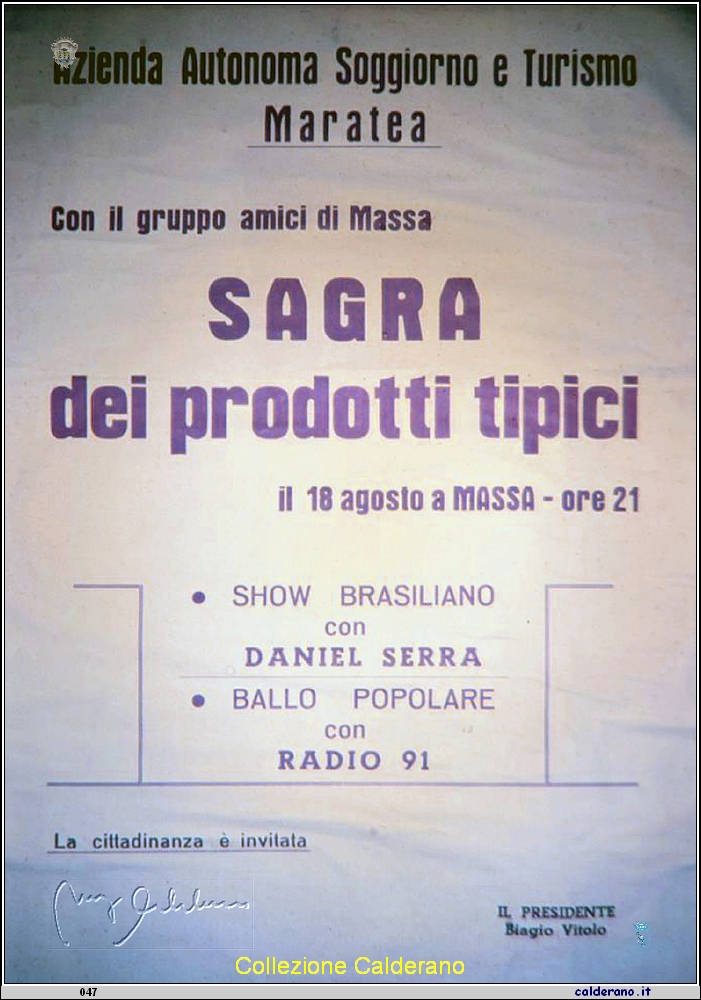 Azienda Autonoma Soggiorno e Turismo
Maratea
Con il gruppo amici di Massa
SAGRA
dei prodotti tipici
il 18 agosto a MASSA - ore 21
• SHOW BRASILIANO
con
DANIEL SERRA
• BALLO POPOLARE
con
RADIO 91
La cittadinanza è invitata
IL PRESIDENTE
Biagio Vitolo
Collezione Calderano
047
calderano.it